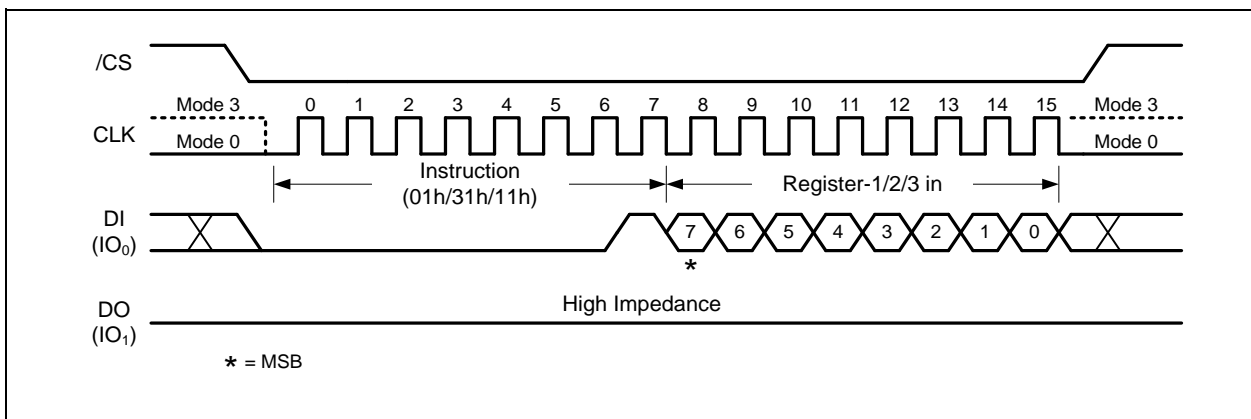 /CS
Mode 3 0 1 2 3 4 5 6 7 8 9 10 11 12 13 14 15 Mode 3
CLK
Mode 0 Mode 0
Instruction
(01h/31h/11h)
Register-1/2/3 in
DI
(IO₀)
7 6 5 4 3 2 1 0
*
High Impedance
DO
(IO₁)
* = MSB